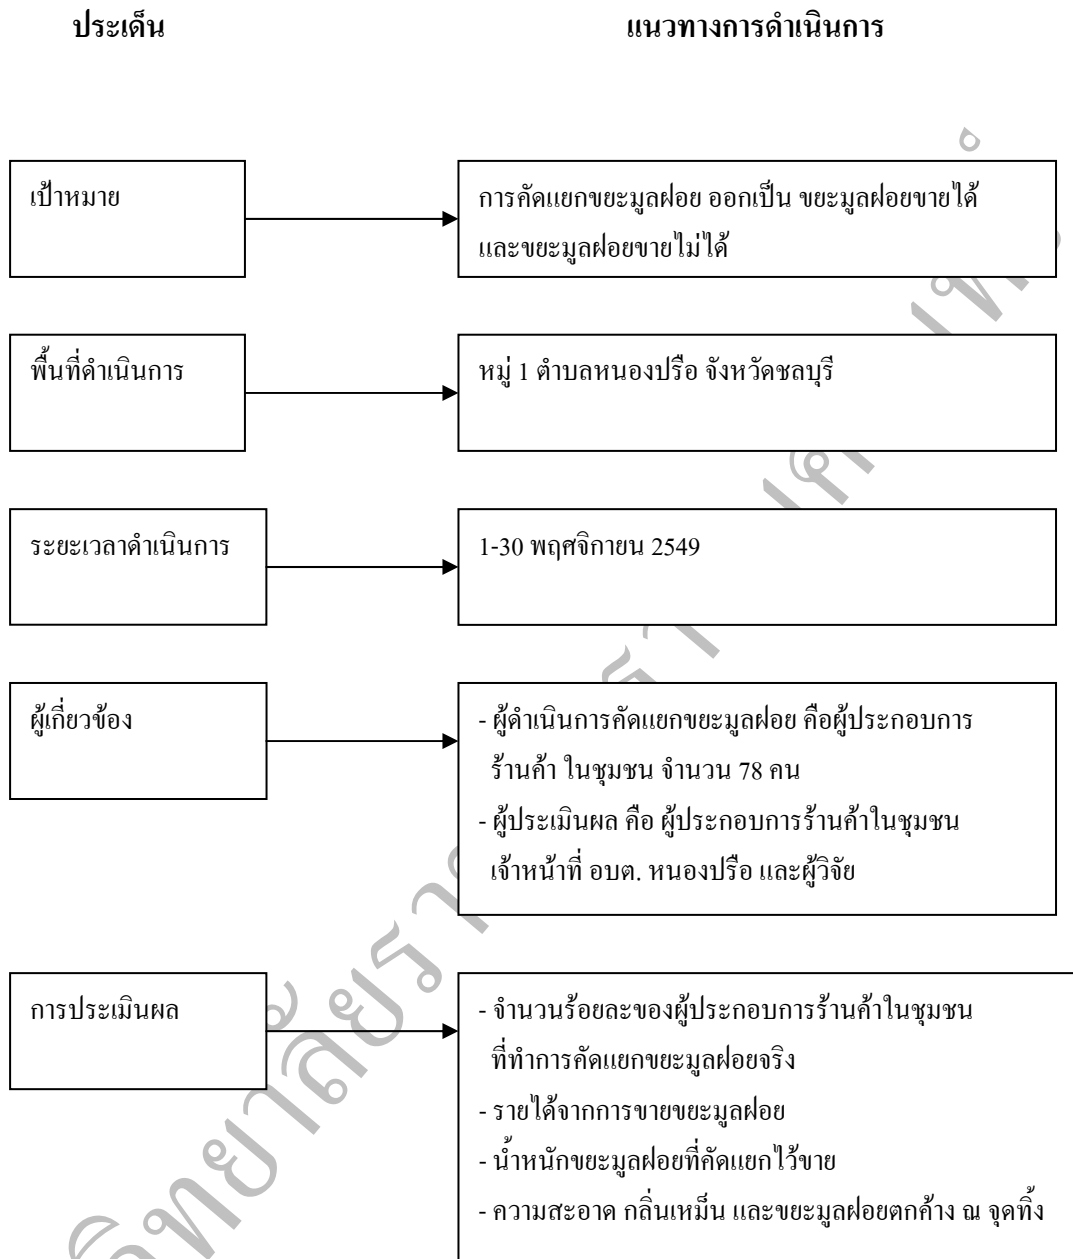 ประเด็น แนวทางการดำเนินการ
เป้าหมาย
การคัดแยกขยะมูลฝอย ออกเป็น ขยะมูลฝอยขายได้
และขยะมูลฝอยขายไม่ได้
พื้นที่ดำเนินการ
หมู่ 1 ตำบลหนองปรือ จังหวัดชลบุรี
ระยะเวลาดำเนินการ
1-30 พฤศจิกายน 2549
ผู้เกี่ยวข้อง
- ผู้ดำเนินการคัดแยกขยะมูลฝอย คือผู้ประกอบการ
ร้านค้า ในชุมชน จำนวน 78 คน
- ผู้ประเมินผล คือ ผู้ประกอบการร้านค้าในชุมชน
เจ้าหน้าที่ อบต. หนองปรือ และผู้วิจัย
การประเมินผล
- จำนวนร้อยละของผู้ประกอบการร้านค้าในชุมชน
ที่ทำการคัดแยกขยะมูลฝอยจริง
- รายได้จากการขายขยะมูลฝอย
- น้ำหนักขยะมูลฝอยที่คัดแยกไว้ขาย
- ความสะอาด กลิ่นเหม็น และขยะมูลฝอยตกค้าง ณ จุดทิ้ง